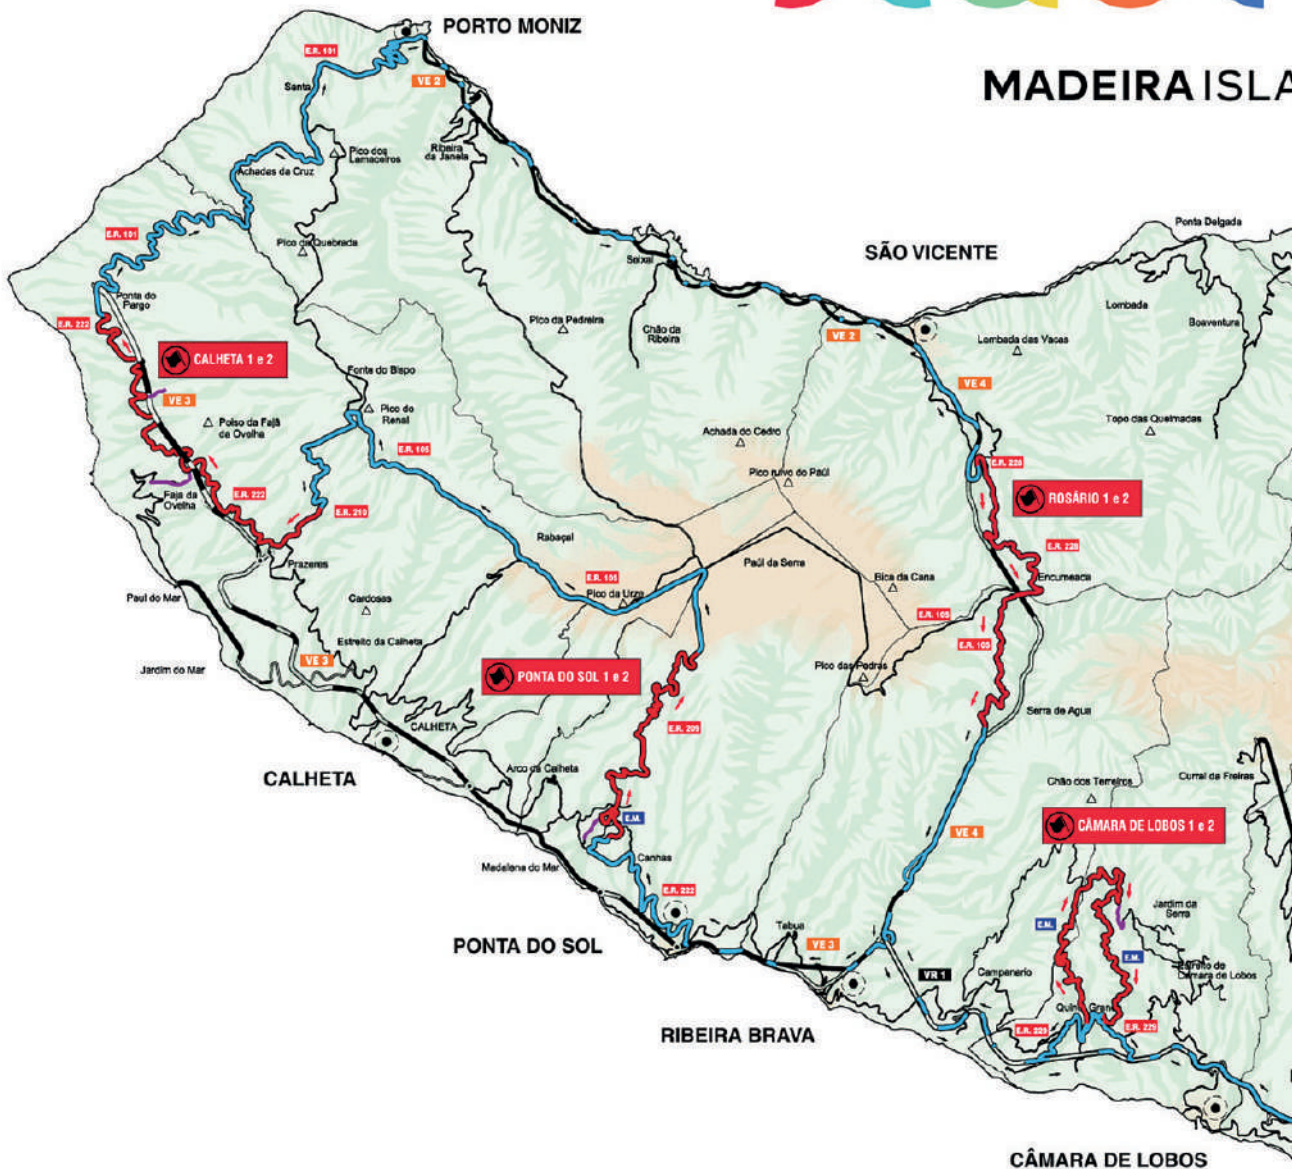 MADEIRA ISLA
PORTO MONIZ
E.R. 101
Santa
VE 2
Pico dos
Lamaceiros
Ribeira
da Janela
Achadas da Cruz
E.R. 101
Pico da Quebrada
Ponta Delgada
SÃO VICENTE
Seixal
Ponta do
Pargo
E.R. 222
Pico da Pedreira
Chão da
Ribeira
VE 2
Lombada
Boaventura
Lombada das Vacas
CALHETA 1 e 2
Fonte do Bispo
VE 4
VE 3
Pico do
Renal
Poiso da Fajã
da Ovelha
Topo das Queimadas
Achada do Cedro
E.R. 105
E.R. 228
Pico ruivo do Paúl
ROSÁRIO 1 e 2
Faja da
Ovelha
E.R. 222
E.R. 210
Rabaçal
E.R. 228
Prazeres
Paúl da Serra
E.R. 105
Bica da Cana
Encumeada
Paul do Mar
Cardosas
Pico da Urze
E.R. 105
Estreito da Calheta
E.R. 105
VE 3
Jardim do Mar
PONTA DO SOL 1 e 2
Pico das Pedras
Serra de Agua
CALHETA
E.R. 209
CALHETA
Arco da Calheta
Chão dos Terreiros
Curral da Freiras
E.M.
VE 4
CÂMARA DE LOBOS 1 e 2
Madalena do Mar
Canhas
E.R. 222
Jardim da
Serra
E.M.
Tabua
PONTA DO SOL
VE 3
E.M.
VR 1
Campanario
Estreito de
Câmara de Lobos
RIBEIRA BRAVA
E.R. 229
E.R. 229
CÂMARA DE LOBOS